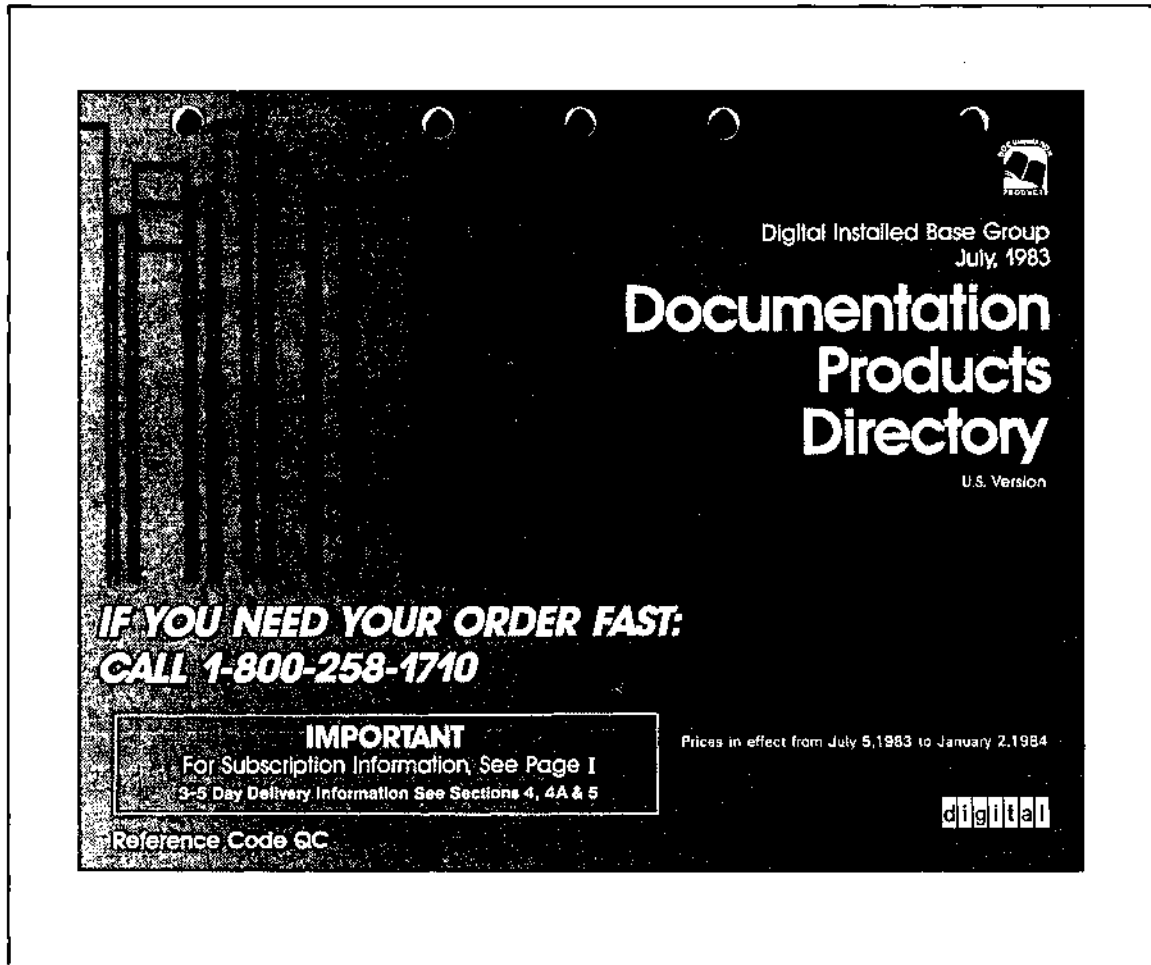 DOCUMENTATION
PRODUCTS
Digital Installed Base Group
July, 1983
Documentation
Products
Directory
U.S. Version
IF YOU NEED YOUR ORDER FAST:
CALL 1-800-258-1710
IMPORTANT
For Subscription Information, See Page I
3-5 Day Delivery Information See Sections 4, 4A & 5
Prices in effect from July 5,1983 to January 2,1984
digital
Reference Code QC